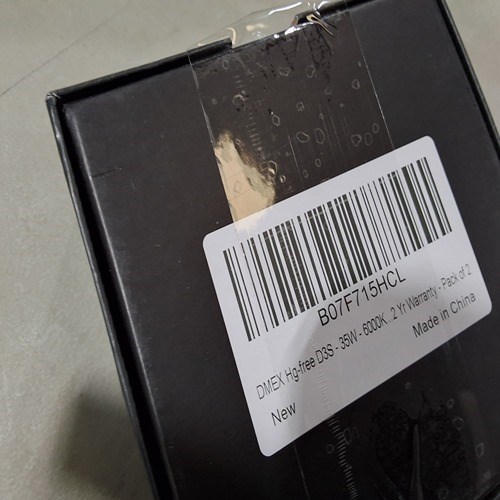 B07F715HCL
DMEX Hg-free D3S - 35W - 6000K. 2 Yr Warranty - Pack of 2
New
Made in China